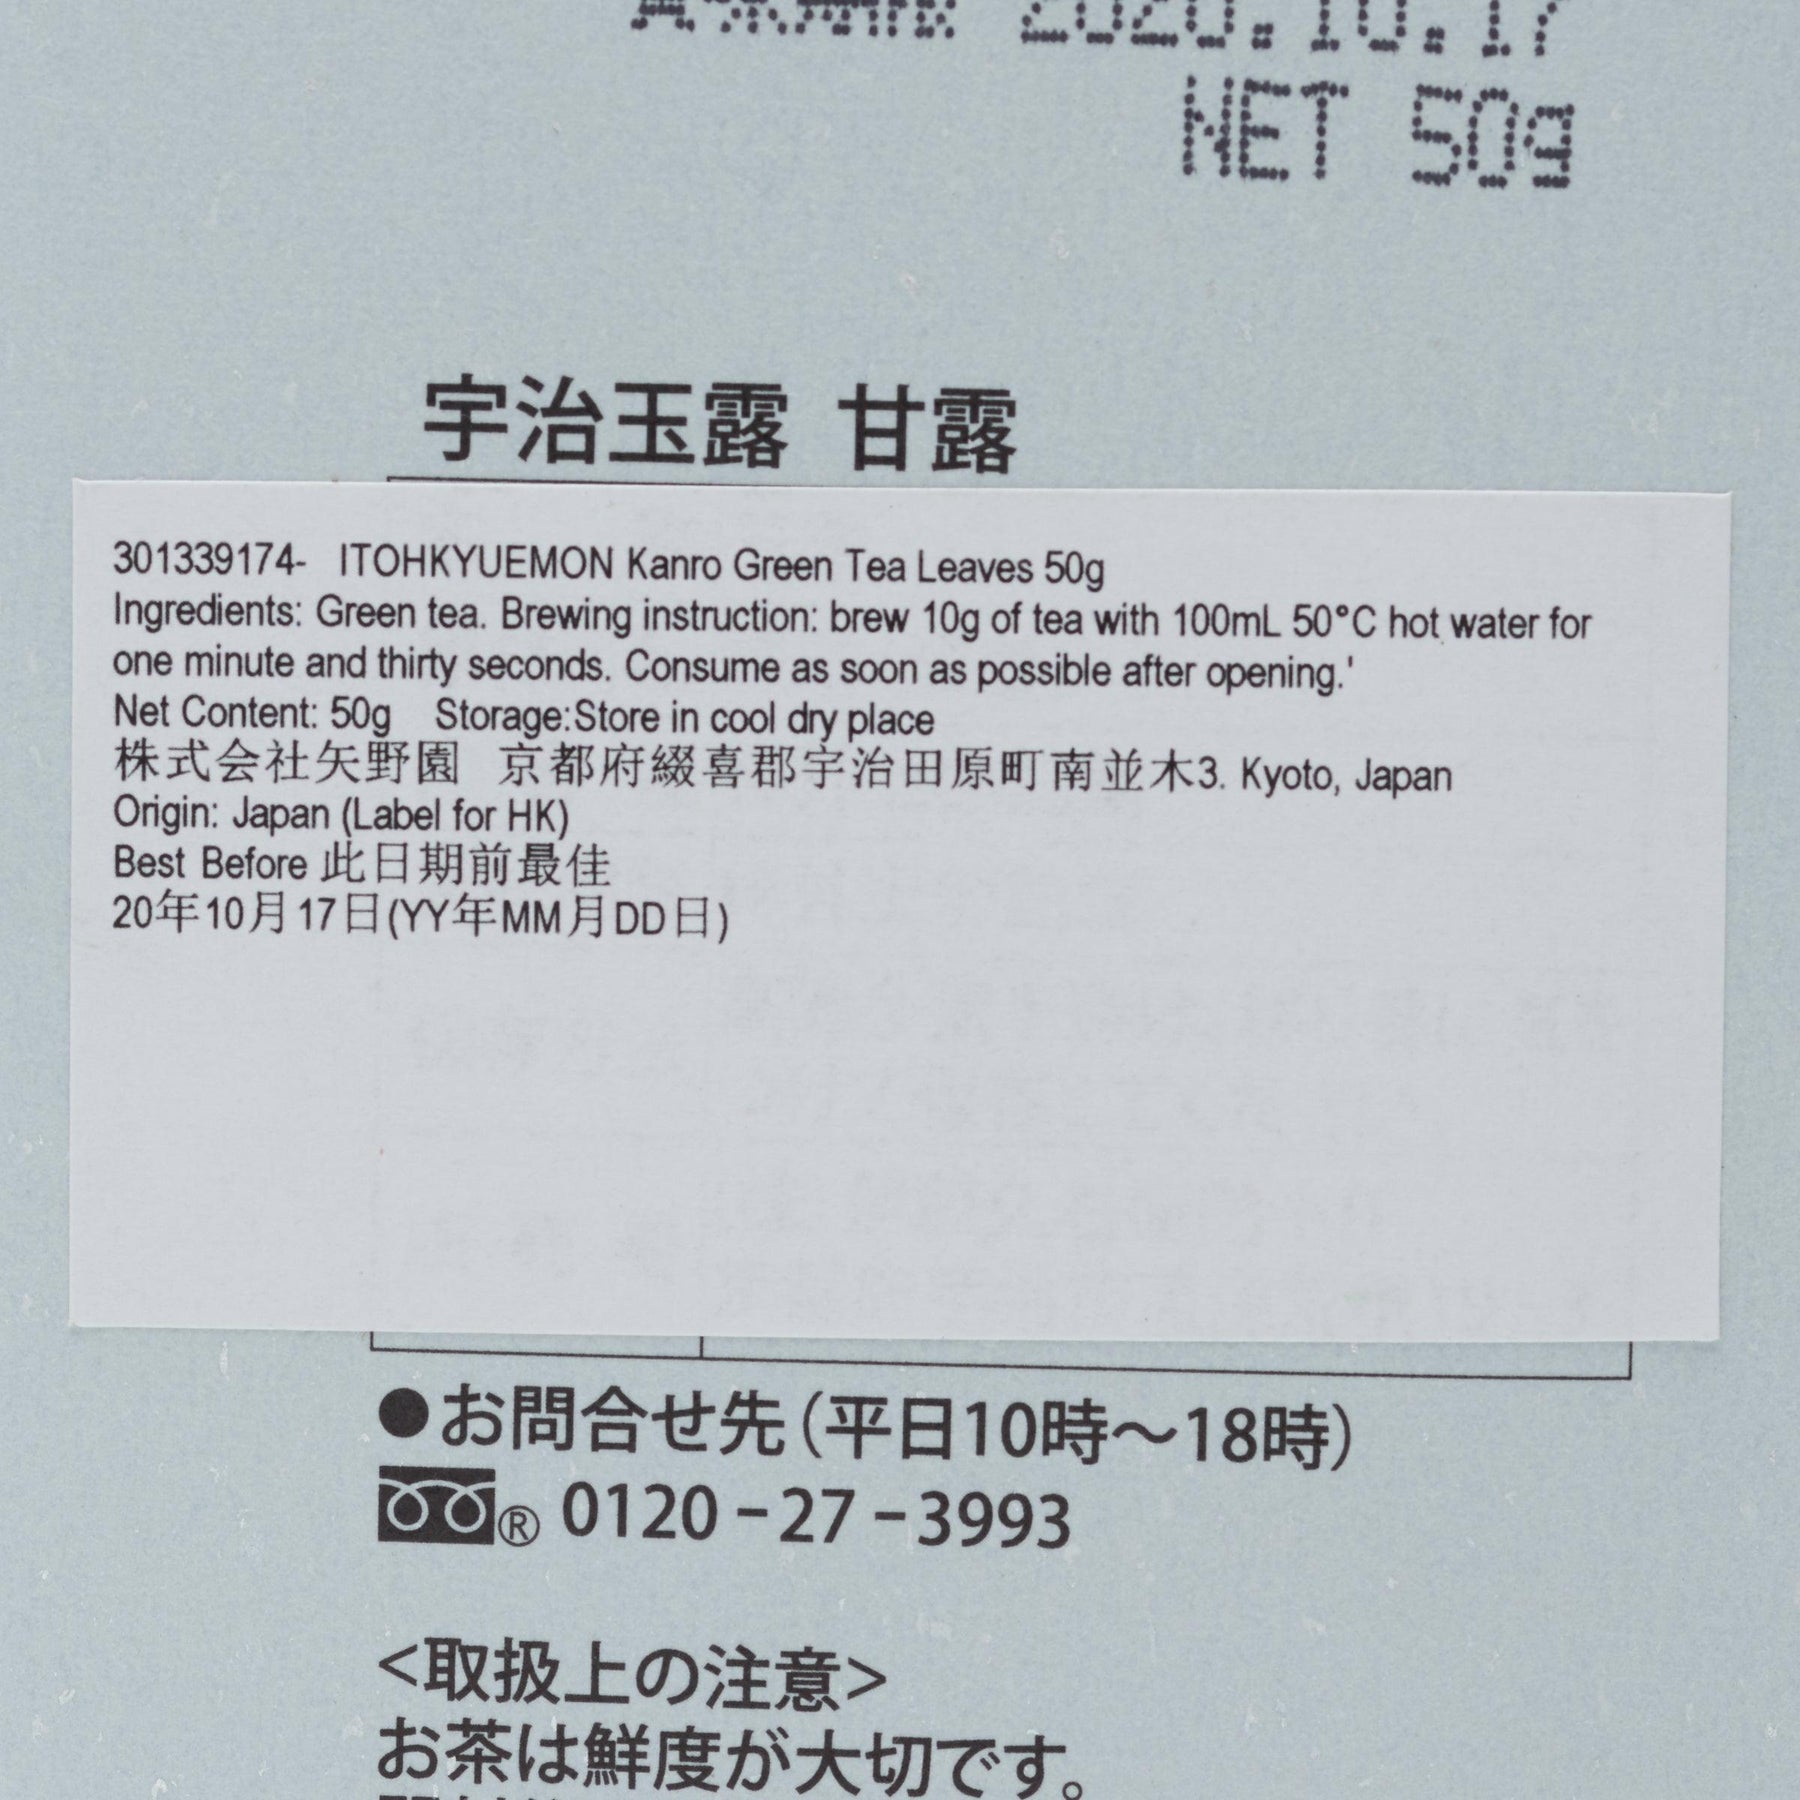 2020.10.17
NET 50g
宇治玉露 甘露
301339174- ITOHKYUEMON Kanro Green Tea Leaves 50g
Ingredients: Green tea. Brewing instruction: brew 10g of tea with 100mL 50°C hot water for
one minute and thirty seconds. Consume as soon as possible after opening.'
Net Content: 50g Storage:Store in cool dry place
株式会社矢野園 京都府綴喜郡宇治田原町南並木3. Kyoto, Japan
Origin: Japan (Label for HK)
Best Before 此日期前最佳
20年10月17日(YY年MM月DD日)
●お問合せ先(平日10時〜18時)
® 0120-27-3993
<取扱上の注意>
お茶は鮮度が大切です。